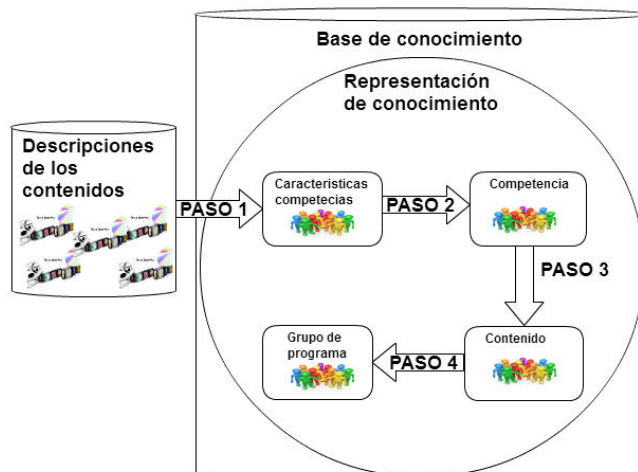 Base de conocimiento
Representación
de conocimiento
Descripciones
de los
contenidos
PASO 1
Características
competecias
PASO 2
Competencia
PASO 3
Contenido
PASO 4
Grupo de
programa